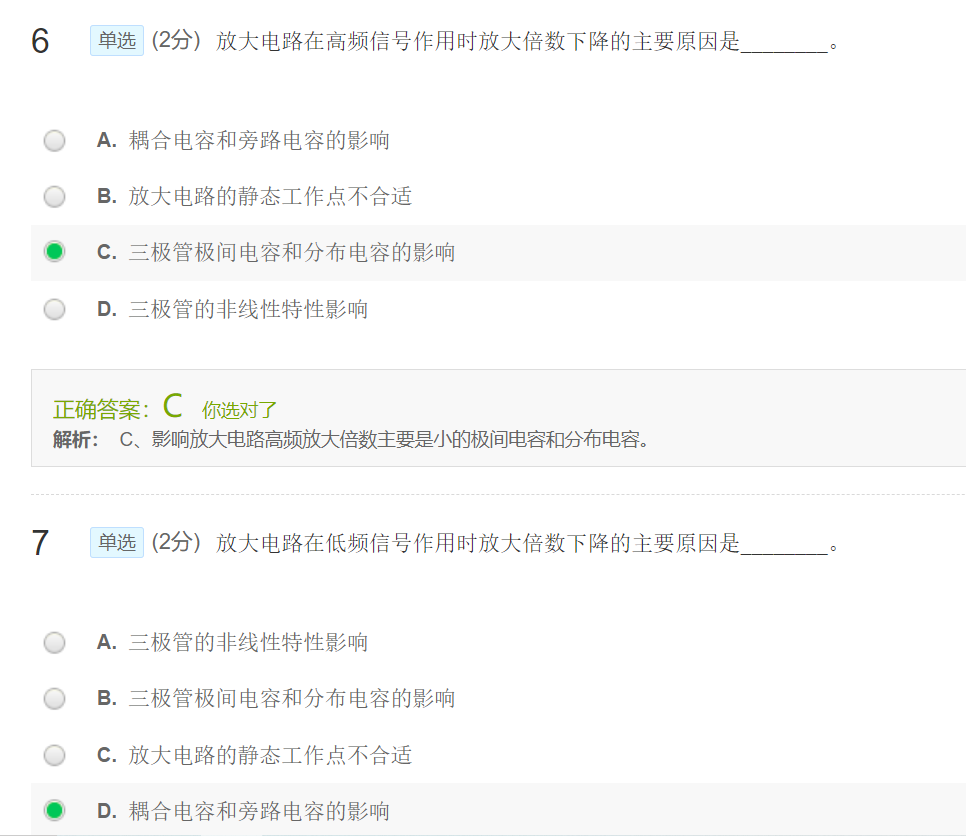 6 单选 (2分) 放大电路在高频信号作用时放大倍数下降的主要原因是________。
A. 耦合电容和旁路电容的影响
B. 放大电路的静态工作点不合适
C. 三极管极间电容和分布电容的影响
D. 三极管的非线性特性影响
正确答案：C 你选对了
解析： C、影响放大电路高频放大倍数主要是小的极间电容和分布电容。
7 单选 (2分) 放大电路在低频信号作用时放大倍数下降的主要原因是________。
A. 三极管的非线性特性影响
B. 三极管极间电容和分布电容的影响
C. 放大电路的静态工作点不合适
D. 耦合电容和旁路电容的影响